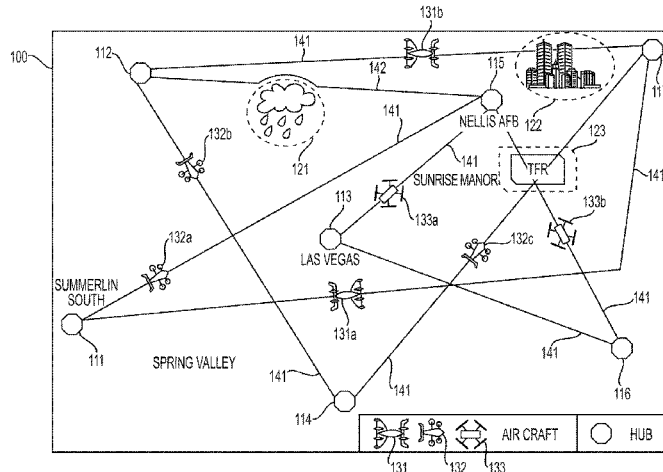 131b
141
100
112
115
11
142
141
NELLIS AFB
122
123
132b
121
141
SUNRISE MANOR
TFR
141
113
133a
133b
132a
132c
LAS VEGAS
SUMMERLIN
SOUTH
131a
141
111
SPRING VALLEY
141
141
141
116
114
AIR CRAFT
HUB
131
132
133